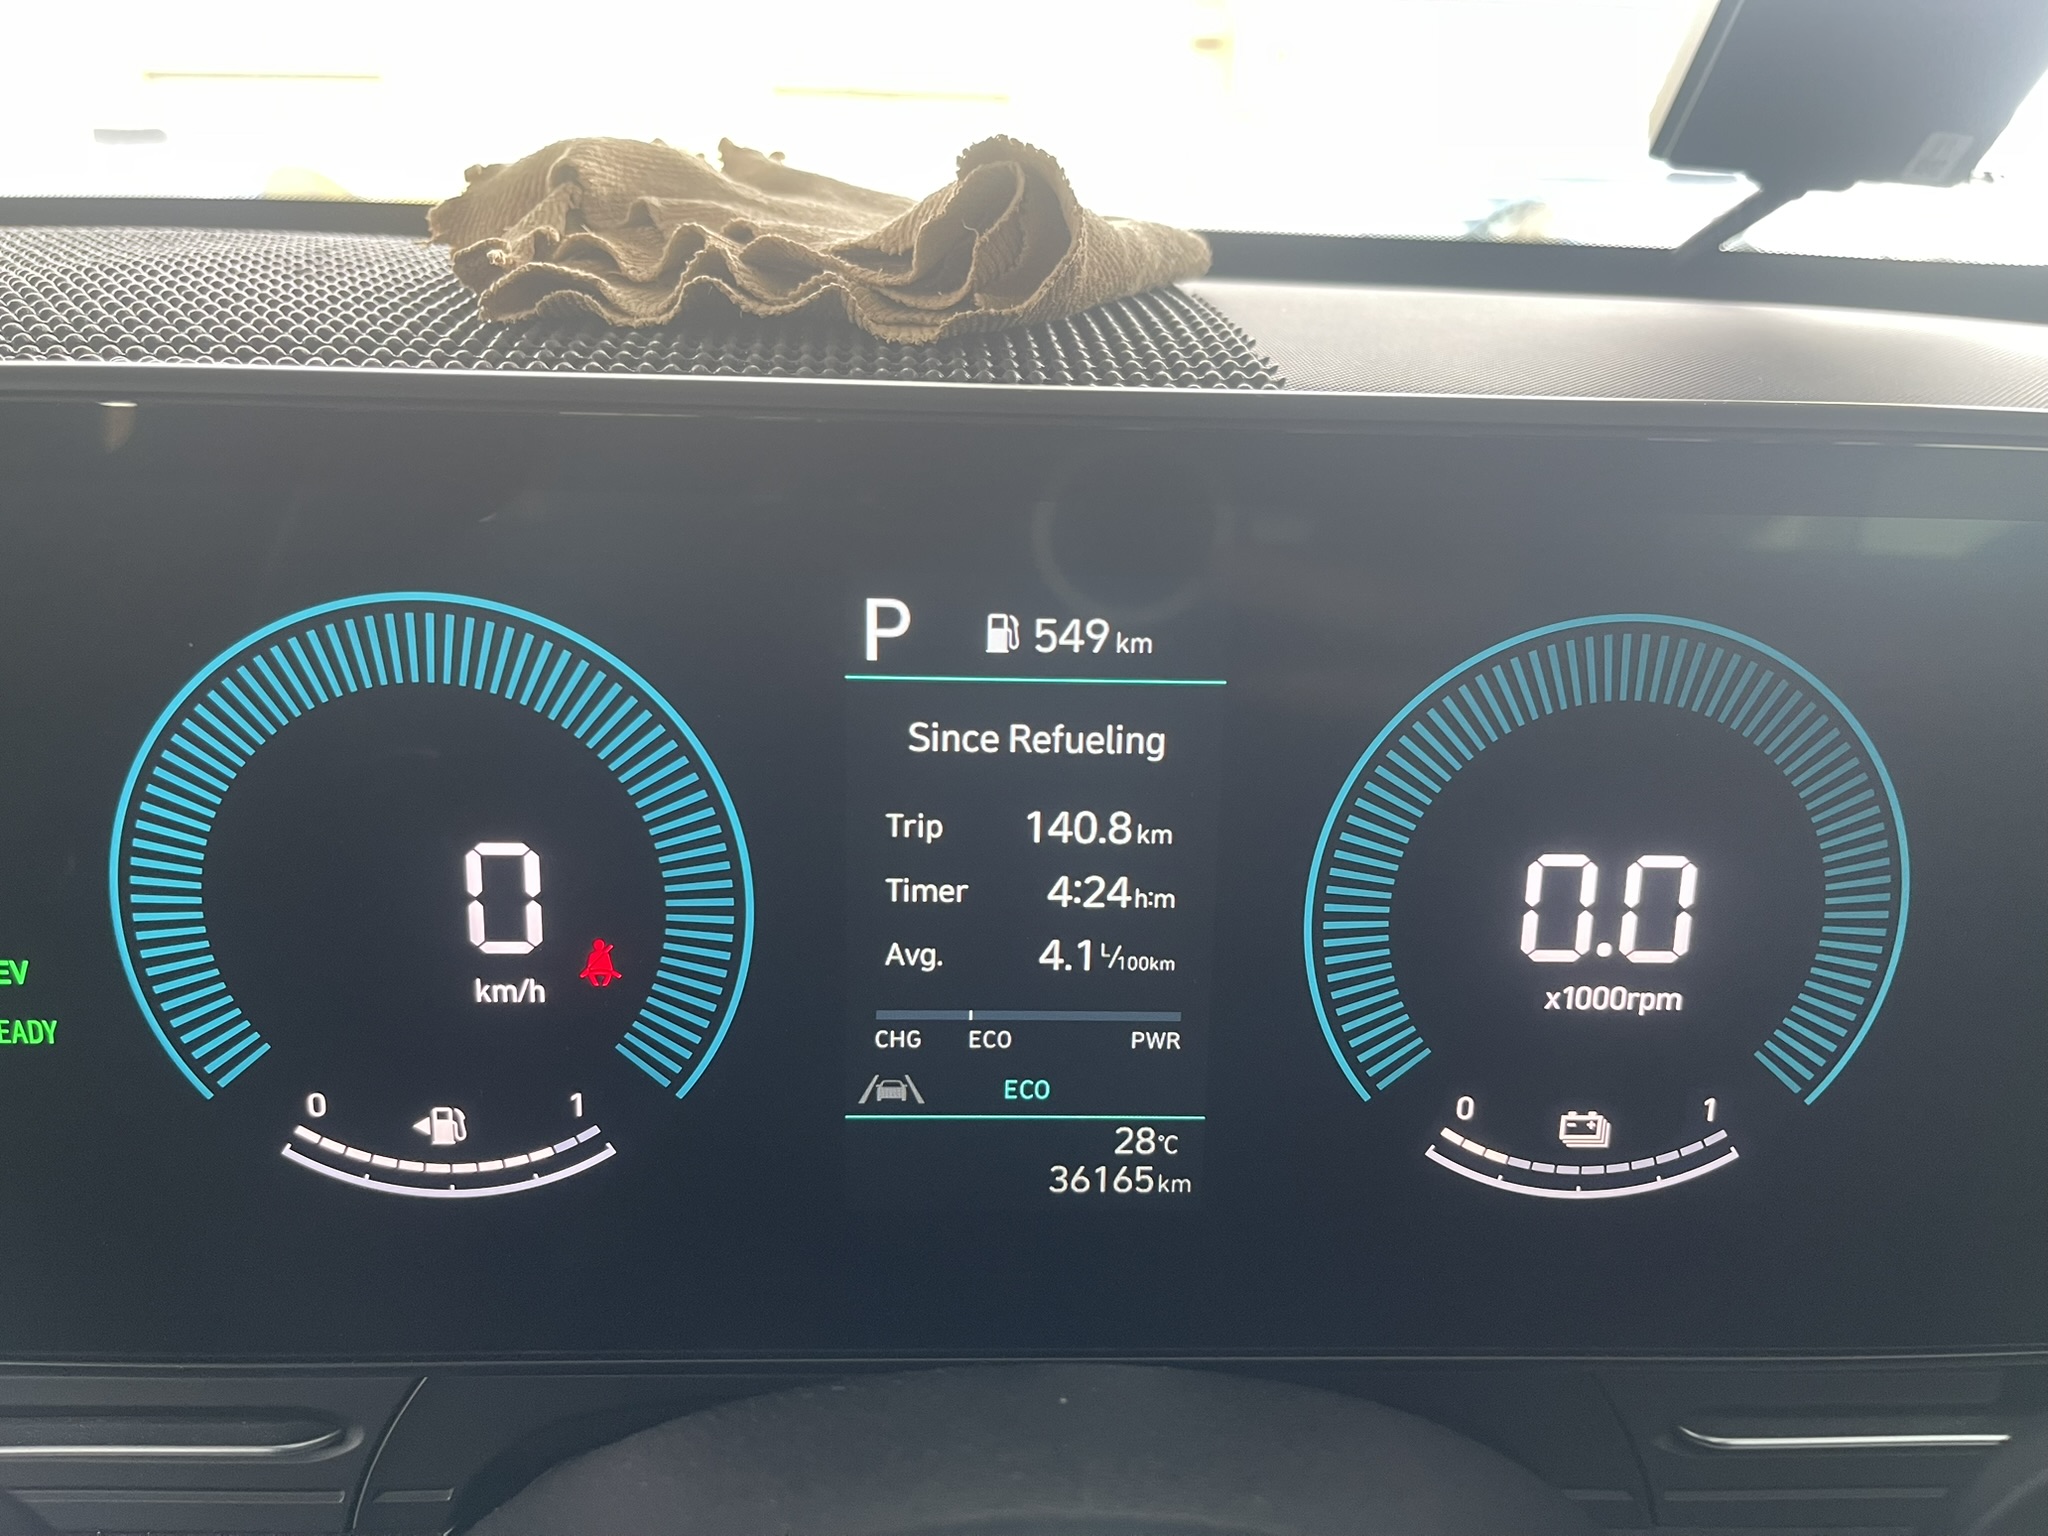 P 549 km
Since Refueling
Trip 140.8 km
Timer 4:24 h:m
Avg. 4.1 L/100km
CHG ECO PWR
ECO
28°C
36165 km
0
km/h
EV
EADY
0 1
0.0
x1000rpm
0 1